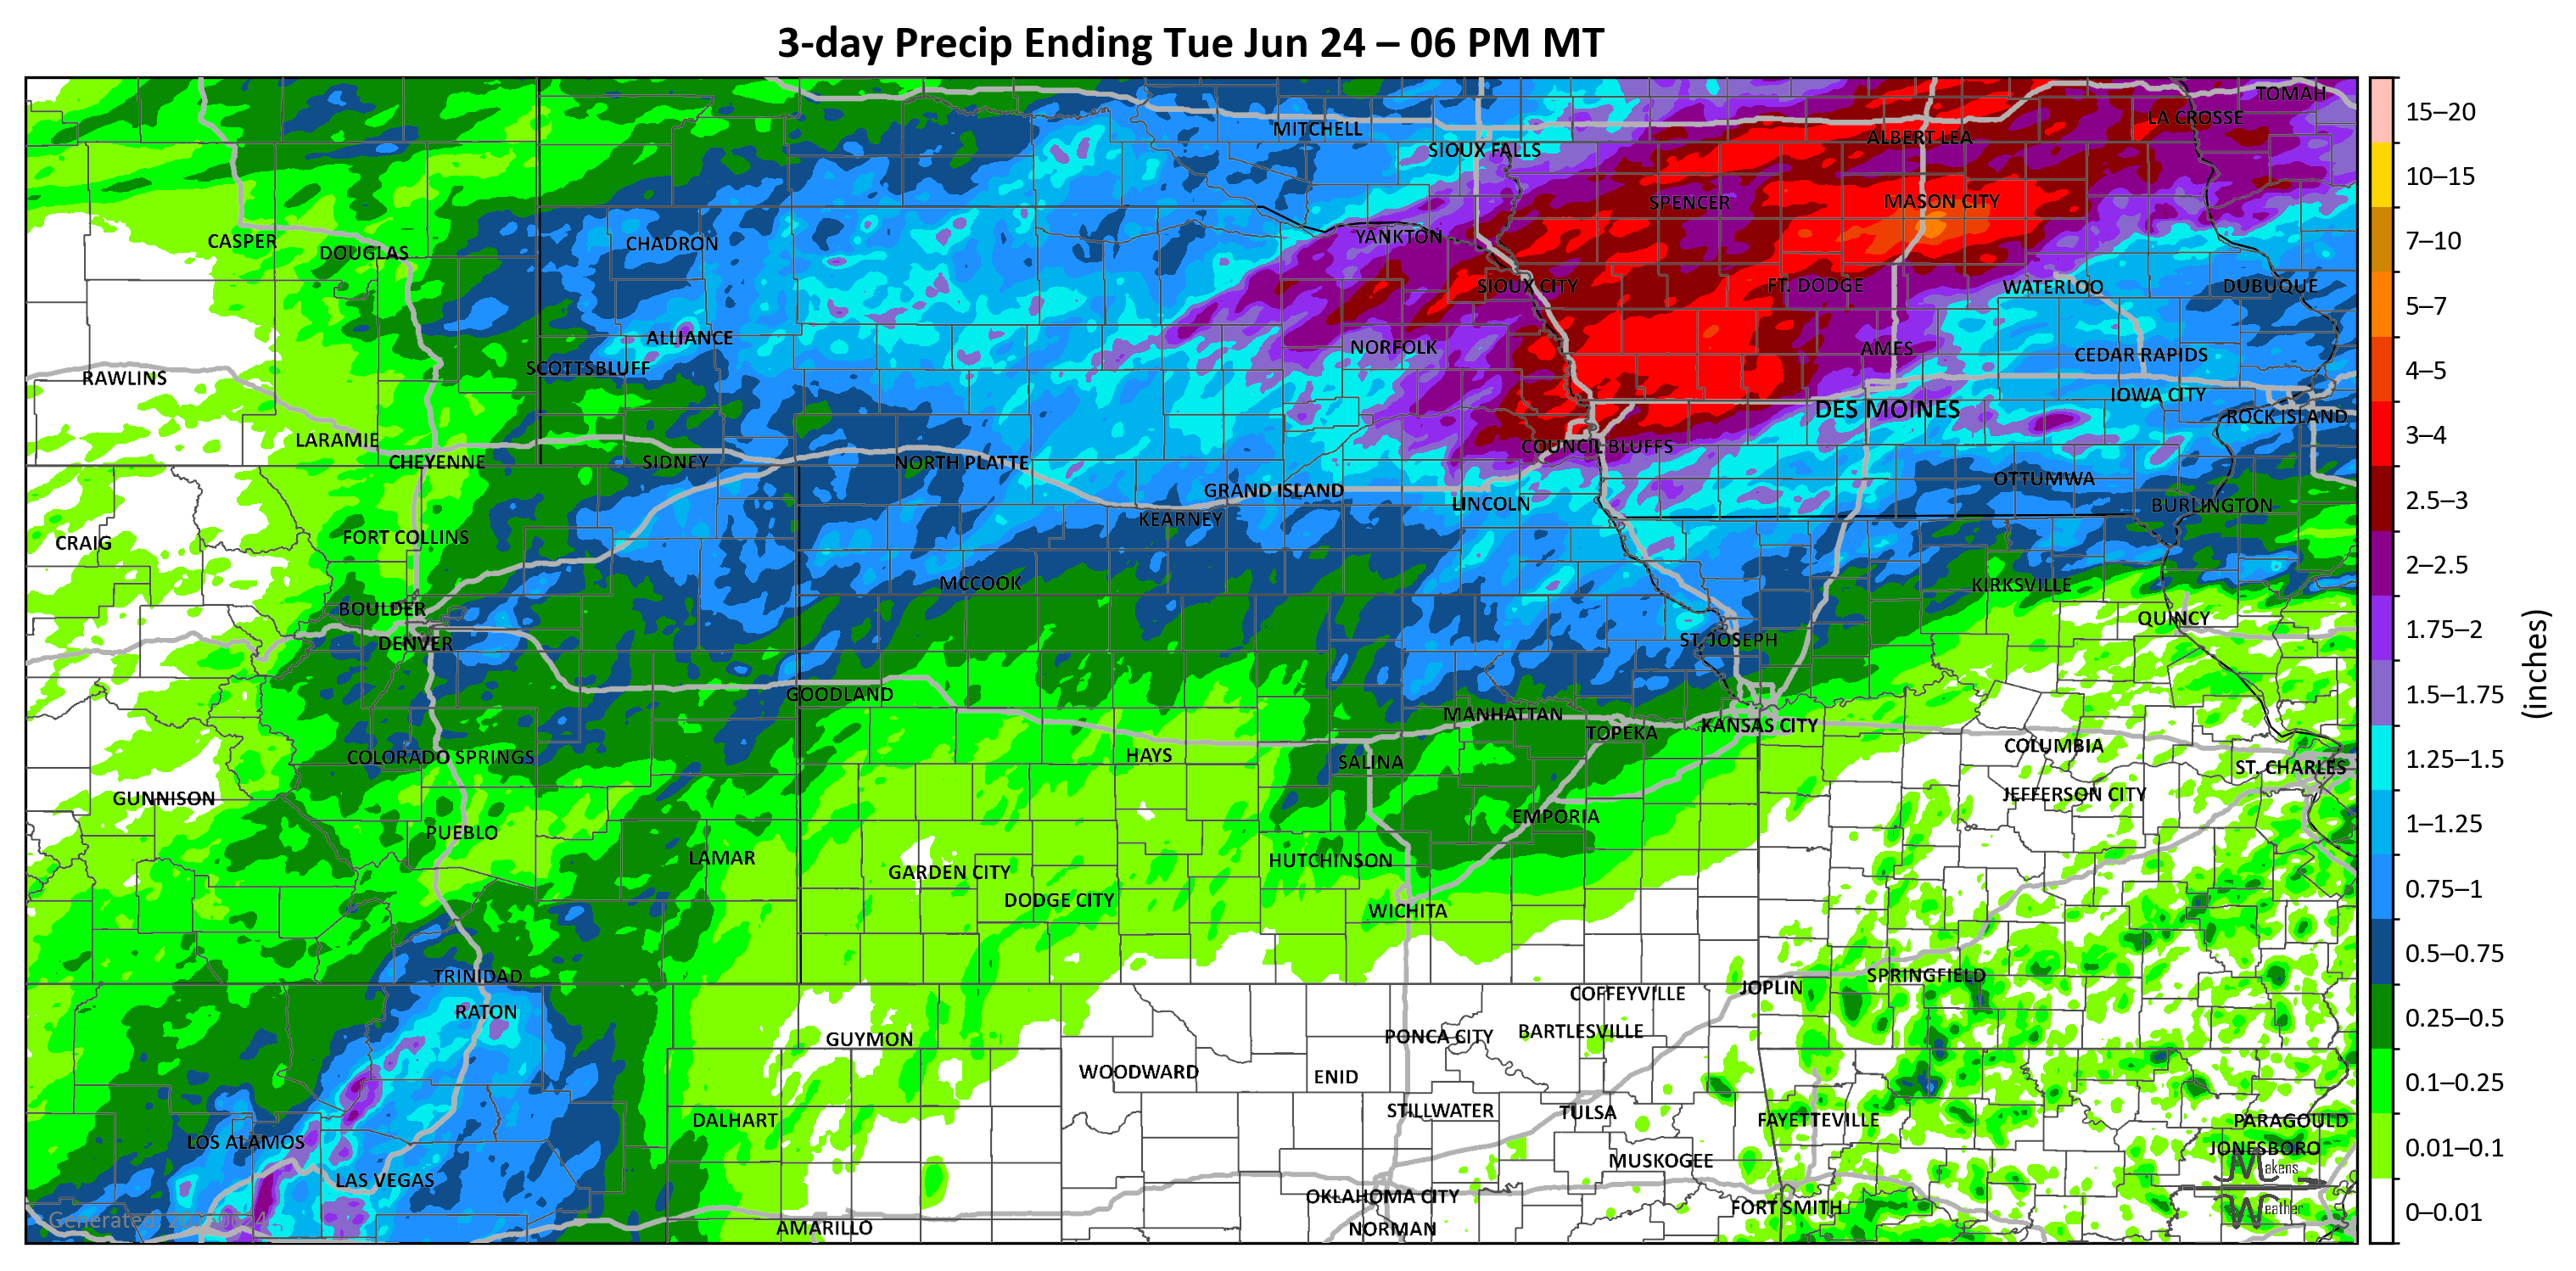 3-day Precip Ending Tue Jun 24 – 06 PM MT
TOMAH
LA CROSSE
MITCHELL
ALBERT LEA
SIOUX FALLS
SPENCER
MASON CITY
YANKTON
CASPER
CHADRON
DOUGLAS
SIOUX CITY
FT. DODGE
WATERLOO
DUBUQUE
ALLIANCE
NORFOLK
AMES
CEDAR RAPIDS
SCOTTSBLUFF
RAWLINS
IOWA CITY
DES MOINES
ROCK ISLAND
LARAMIE
COUNCIL BLUFFS
CHEYENNE
SIDNEY
NORTH PLATTE
OTTUMWA
GRAND ISLAND
LINCOLN
BURLINGTON
KEARNEY
FORT COLLINS
CRAIG
MCCOOK
KIRKSVILLE
BOULDER
QUINCY
DENVER
ST. JOSEPH
GOODLAND
MANHATTAN
TOPEKA
KANSAS CITY
COLUMBIA
COLORADO SPRINGS
HAYS
SALINA
ST. CHARLES
GUNNISON
JEFFERSON CITY
PUEBLO
EMPORIA
LAMAR
HUTCHINSON
GARDEN CITY
DODGE CITY
WICHITA
TRINIDAD
SPRINGFIELD
JOPLIN
COFFEYVILLE
RATON
GUYMON
PONCA CITY
BARTLESVILLE
WOODWARD
ENID
DALHART
STILLWATER
TULSA
FAYETTEVILLE
PARAGOULD
LOS ALAMOS
JONESBORO
MUSKOGEE
LAS VEGAS
OKLAHOMA CITY
FORT SMITH
AMARILLO
NORMAN
Makens
Weather
15–20
10–15
7–10
5–7
4–5
3–4
2.5–3
2–2.5
1.75–2
1.5–1.75
1.25–1.5
1–1.25
0.75–1
0.5–0.75
0.25–0.5
0.1–0.25
0.01–0.1
0–0.01
(inches)
Generated: